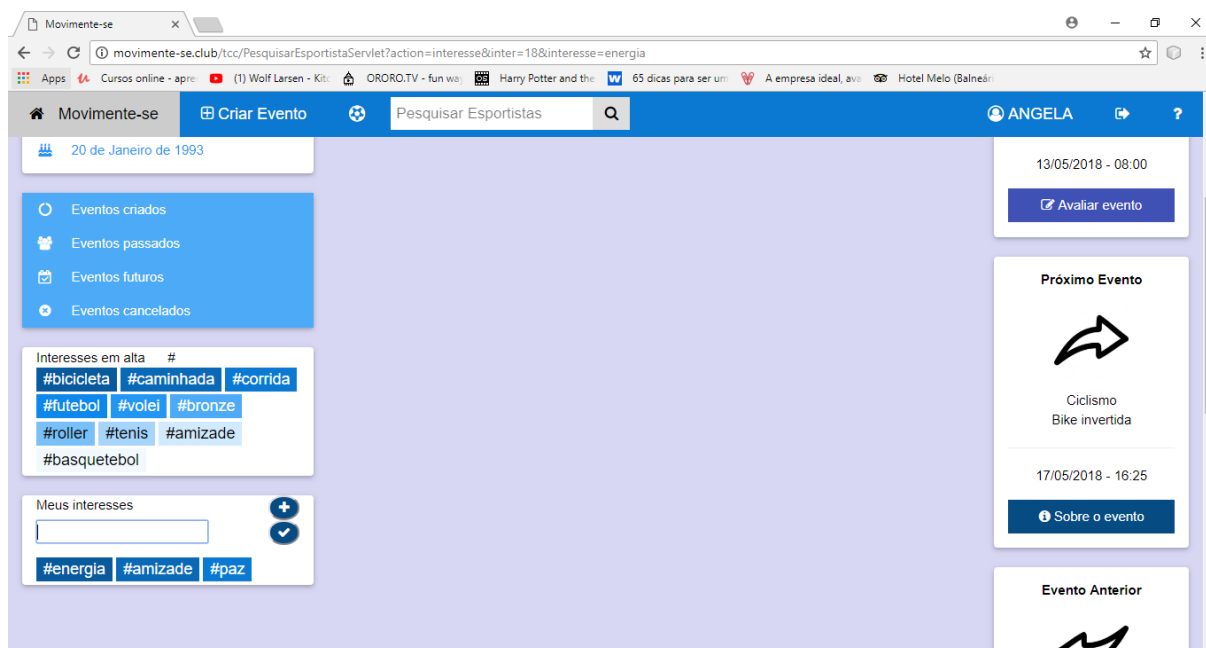 Movimente-se
movimente-se.club/tcc/PesquisarEsportistaServlet?action=interesse&inter=18&interesse=energia
Apps Cursos online - apre (1) Wolf Larsen - Kit ORORO.TV - fun way Harry Potter and the 65 dicas para ser um A empresa ideal, ava Hotel Melo (Balneári
Movimente-se Criar Evento Pesquisar Esportistas ANGELA ?
20 de Janeiro de 1993
Eventos criados
Eventos passados
Eventos futuros
Eventos cancelados
Interesses em alta #
#bicicleta #caminhada #corrida
#futebol #volei #bronze
#roller #tenis #amizade
#basquetebol
Meus interesses
#energia #amizade #paz
13/05/2018 - 08:00
Avaliar evento
Próximo Evento
Ciclismo
Bike invertida
17/05/2018 - 16:25
Sobre o evento
Evento Anterior